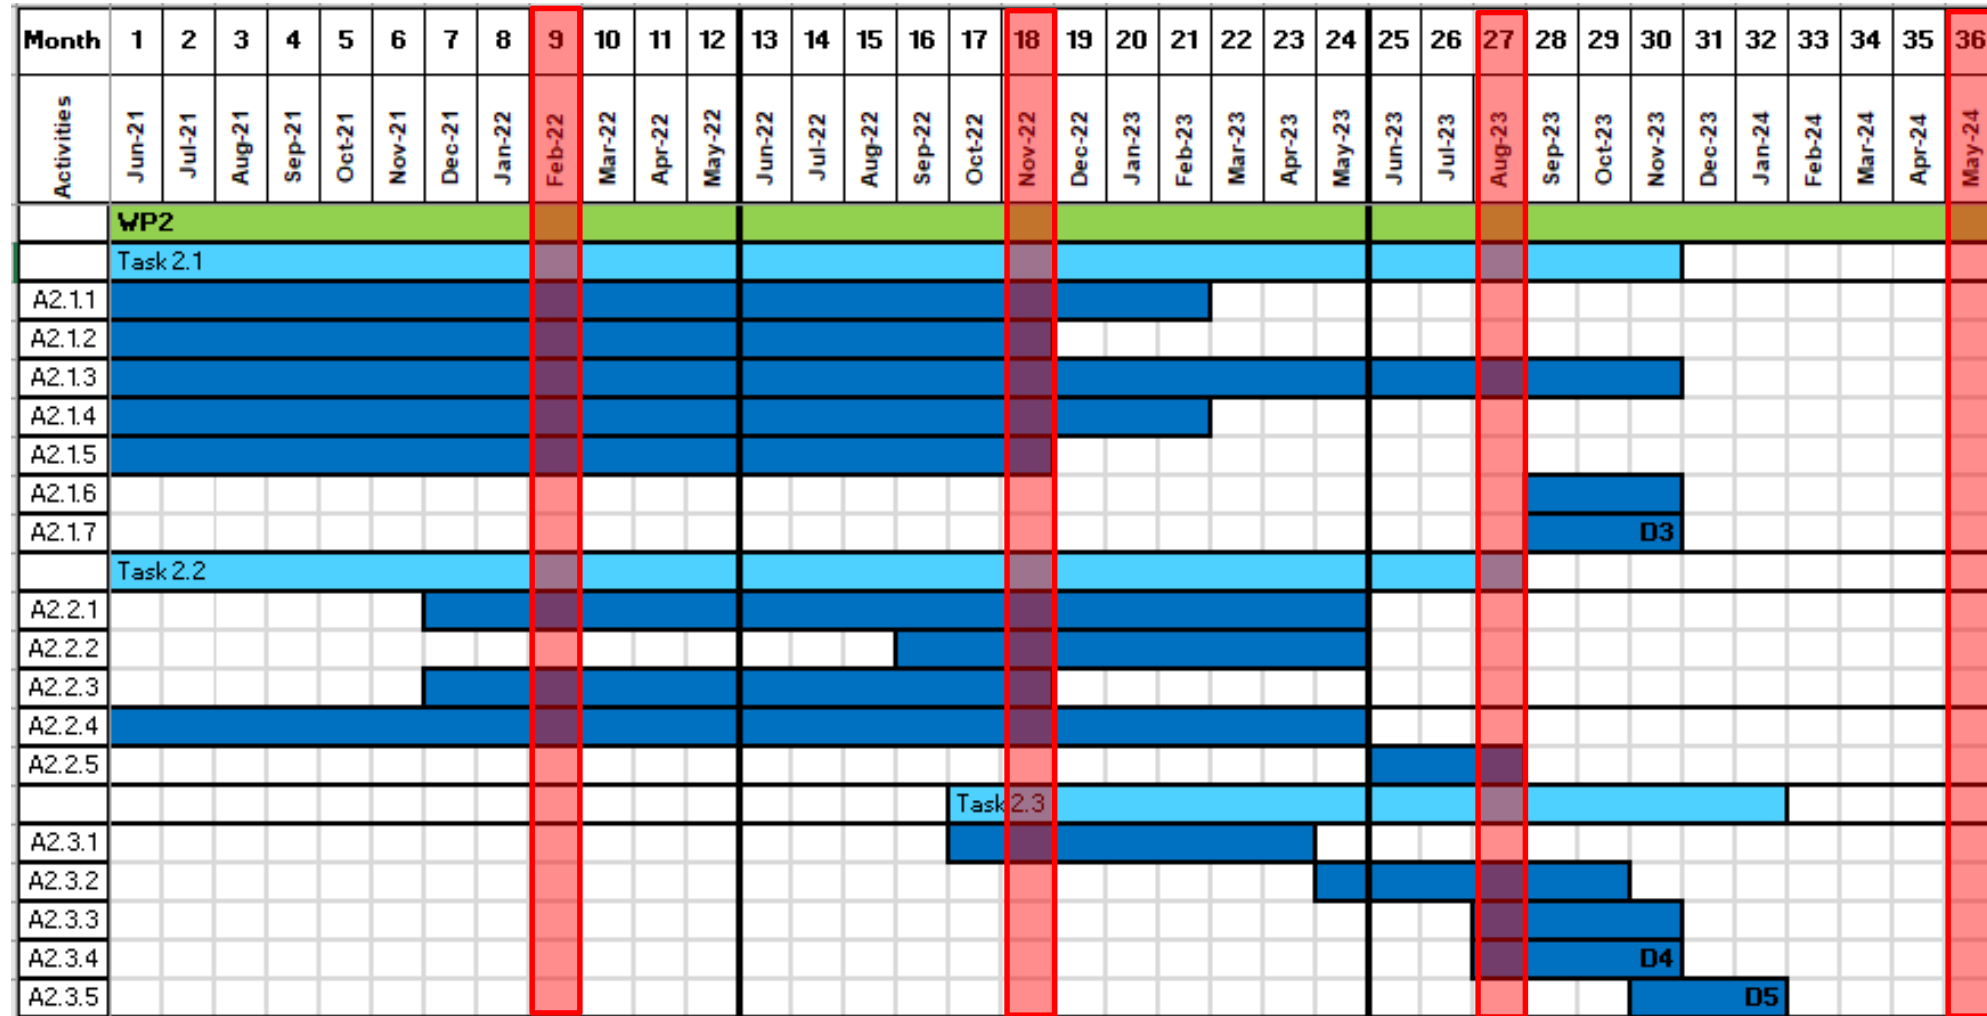 Month 1 2 3 4 5 6 7 8 9 10 11 12 13 14 15 16 17 18 19 20 21 22 23 24 25 26 27 28 29 30 31 32 33 34 35 36
Activities Jun-21 Jul-21 Aug-21 Sep-21 Oct-21 Nov-21 Dec-21 Jan-22 Feb-22 Mar-22 Apr-22 May-22 Jun-22 Jul-22 Aug-22 Sep-22 Oct-22 Nov-22 Dec-22 Jan-23 Feb-23 Mar-23 Apr-23 May-23 Jun-23 Jul-23 Aug-23 Sep-23 Oct-23 Nov-23 Dec-23 Jan-24 Feb-24 Mar-24 Apr-24 May-24
WP2
Task 2.1
A2.1.1
A2.1.2
A2.1.3
A2.1.4
A2.1.5
A2.1.6
A2.1.7 D3
Task 2.2
A2.2.1
A2.2.2
A2.2.3
A2.2.4
A2.2.5
Task 2.3
A2.3.1
A2.3.2
A2.3.3
A2.3.4 D4
A2.3.5 D5